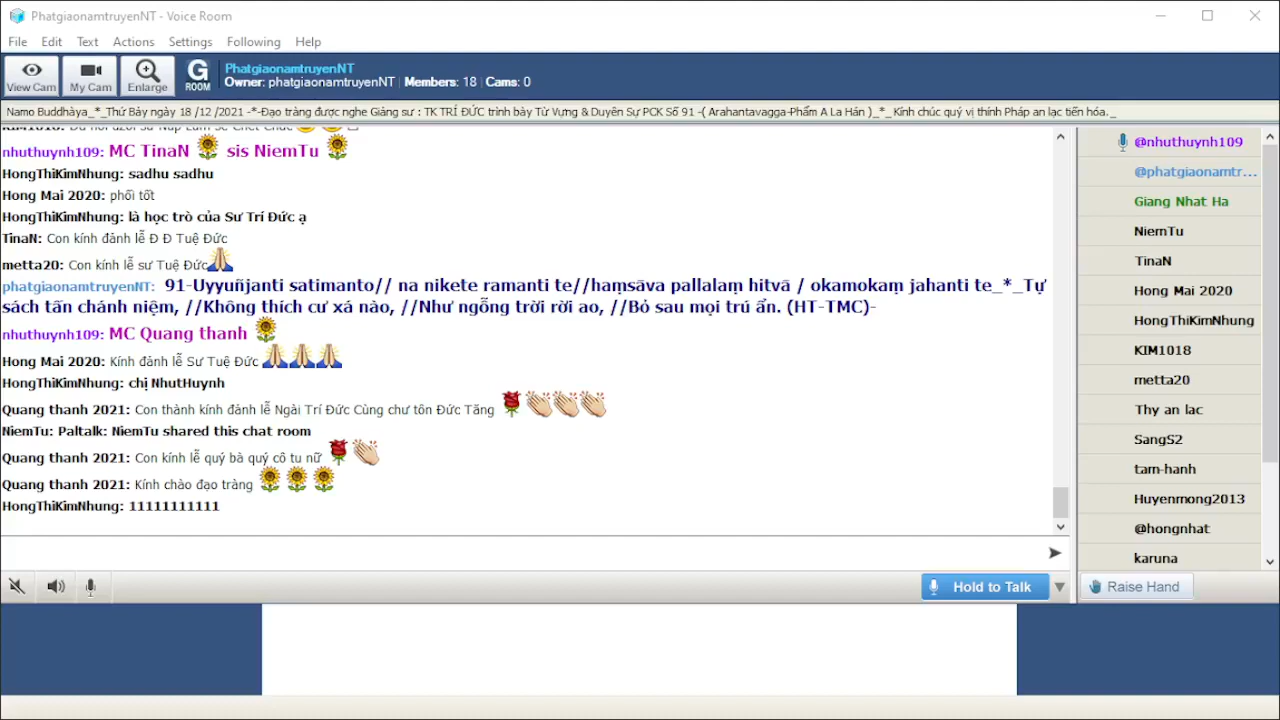 PhatgiaonamtruyenNT - Voice Room
File Edit Text Actions Settings Following Help
View Cam My Cam Enlarge G ROOM
PhatgiaonamtruyenNT
Owner: phatgiaonamtruyenNT Members: 18 Cams: 0
Namo Buddhàya_*_Thứ Bảy ngày 18 /12 /2021 -*-Đạo tràng được nghe Giảng sư : TK TRÍ ĐỨC trình bày Từ Vựng & Duyên Sự PCK Số 91 -{ Arahantavagga-Phẩm A La Hán )_*_Kính chúc quý vị thính Pháp an lạc tiến hóa._
nhuthuynh109: MC TinaN sis NiemTu
HongThiKimNhung: sadhu sadhu
Hong Mai 2020: phối tốt
HongThiKimNhung: là học trò của Sư Trí Đức ạ
TinaN: Con kính đảnh lễ Đ Đ Tuệ Đức
metta20: Con kính lễ sư Tuệ Đức
phatgiaonamtruyenNT: 91-Uyyuñjanti satimanto// na nikete ramanti te//haṃsāva pallalaṃ hitvā / okamokaṃ jahanti te_*_Tự
sách tấn chánh niệm, //Không thích cư xá nào, //Như ngỗng trời rời ao, //Bỏ sau mọi trú ẩn. (HT-TMC)-
nhuthuynh109: MC Quang thanh
Hong Mai 2020: Kính đảnh lễ Sư Tuệ Đức
HongThiKimNhung: chị NhutHuynh
Quang thanh 2021: Con thành kính đảnh lễ Ngài Trí Đức Cùng chư tôn Đức Tăng
NiemTu: Paltalk: NiemTu shared this chat room
Quang thanh 2021: Con kính lễ quý bà quý cô tu nữ
Quang thanh 2021: Kính chào đạo tràng
HongThiKimNhung: 11111111111
@nhuthuynh109
@phatgiaonamtr...
Giang Nhat Ha
NiemTu
TinaN
Hong Mai 2020
HongThiKimNhung
KIM1018
metta20
Thy an lac
SangS2
tam-hanh
Huyenmong2013
@hongnhat
karuna
Hold to Talk
Raise Hand